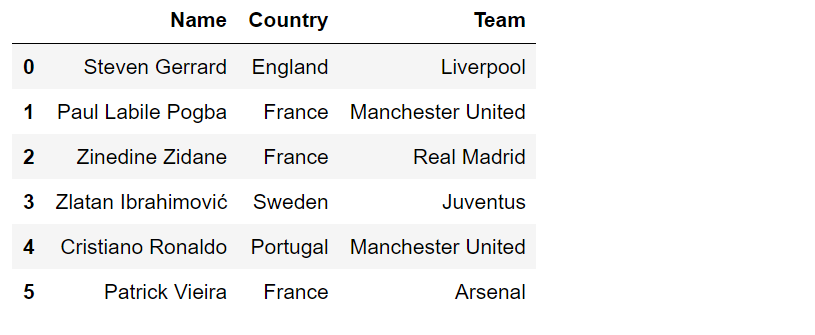 Name Country Team
0 Steven Gerrard England Liverpool
1 Paul Labile Pogba France Manchester United
2 Zinedine Zidane France Real Madrid
3 Zlatan Ibrahimović Sweden Juventus
4 Cristiano Ronaldo Portugal Manchester United
5 Patrick Vieira France Arsenal